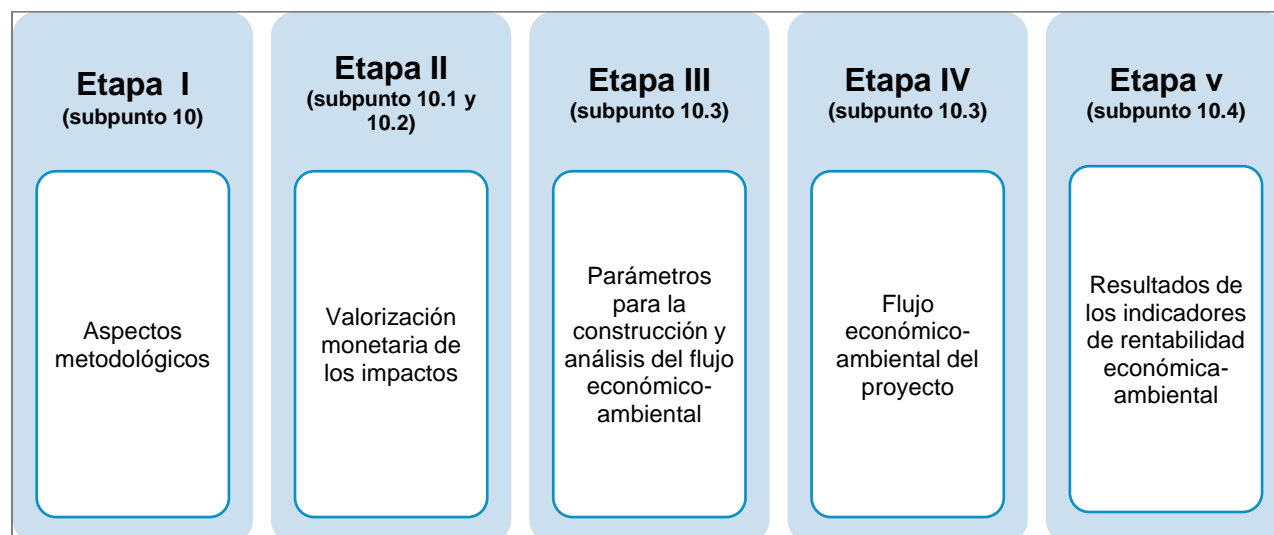 Etapa I
(subpunto 10)
Aspectos
metodológicos
Etapa II
(subpunto 10.1 y
10.2)
Valorización
monetaria de
los impactos
Etapa III
(subpunto 10.3)
Parámetros
para la
construcción y
análisis del flujo
económico-
ambiental
Etapa IV
(subpunto 10.3)
Flujo
económico-
ambiental del
proyecto
Etapa v
(subpunto 10.4)
Resultados de
los indicadores
de rentabilidad
económica-
ambiental